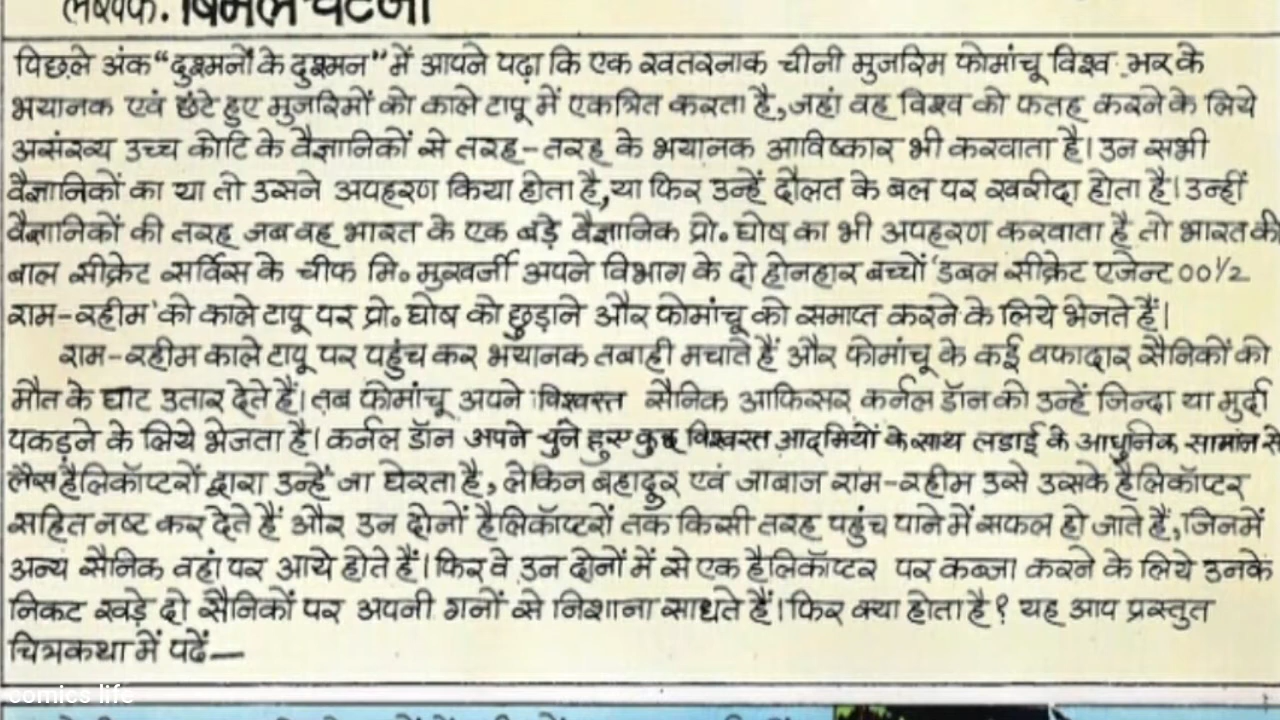 लेखक. बिमल चटर्जी
पिछले अंक “दुश्मनों के दुश्मन” में आपने पढ़ा कि एक खतरनाक चीनी मुजरिम फोमांचू विश्व भर के
भयानक एवं छंटे हुए मुजरिमों को काले टापू में एकत्रित करता है, जहां वह विश्व को फतह करने के लिये
असंख्य उच्च कोटि के वैज्ञानिकों से तरह-तरह के भयानक आविष्कार भी करवाता है। उन सभी
वैज्ञानिकों का या तो उसने अपहरण किया होता है, या फिर उन्हें दौलत के बल पर खरीदा होता है। उन्हीं
वैज्ञानिकों की तरह जब वह भारत के एक बड़े वैज्ञानिक प्रो. घोष का भी अपहरण करवाता है तो भारत की
बाल सीक्रेट सर्विस के चीफ मि. मुखर्जी अपने विभाग के दो होनहार बच्चों ‘डबल सीक्रेट एजेन्ट 00½
राम-रहीम’ को काले टापू पर प्रो. घोष को छुड़ाने और फोमांचू को समाप्त करने के लिये भेजते हैं।
राम-रहीम काले टापू पर पहुंच कर भयानक तबाही मचाते हैं और फोमांचू के कई वफादार सैनिकों को
मौत के घाट उतार देते हैं। तब फोमांचू अपने विश्वस्त सैनिक आफिसर कर्नल डॉन को उन्हें जिन्दा या मुर्दा
पकड़ने के लिये भेजता है। कर्नल डॉन अपने चुने हुए कुछ विश्वस्त आदमियों के साथ लडाई के आधुनिक सामान से
लैस हैलिकॉप्टरों द्वारा उन्हें जा घेरता है, लेकिन बहादुर एवं जाबाज राम-रहीम उसे उसके हैलिकॉप्टर
सहित नष्ट कर देते हैं और उन दोनों हैलिकॉप्टरों तक किसी तरह पहुंच पाने में सफल हो जाते हैं, जिनमें
अन्य सैनिक वहां पर आये होते हैं। फिर वे उन दोनों में से एक हैलिकॉप्टर पर कब्जा करने के लिये उनके
निकट खड़े दो सैनिकों पर अपनी गनों से निशाना साधते हैं। फिर क्या होता है? यह आप प्रस्तुत
चित्रकथा में पढें—
comics life